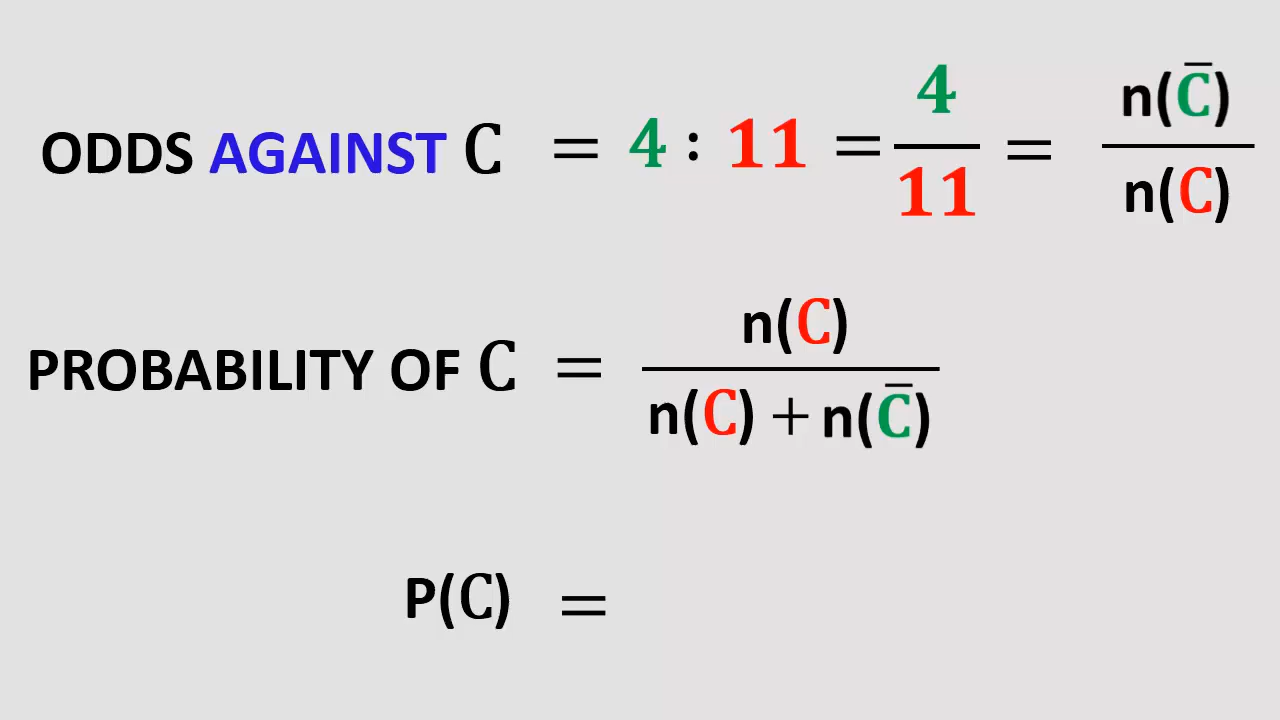 ODDS AGAINST C = 4 : 11 = 4/11 = n(C̅)/n(C)
PROBABILITY OF C = n(C)/n(C) + n(C̅)
P(C) =